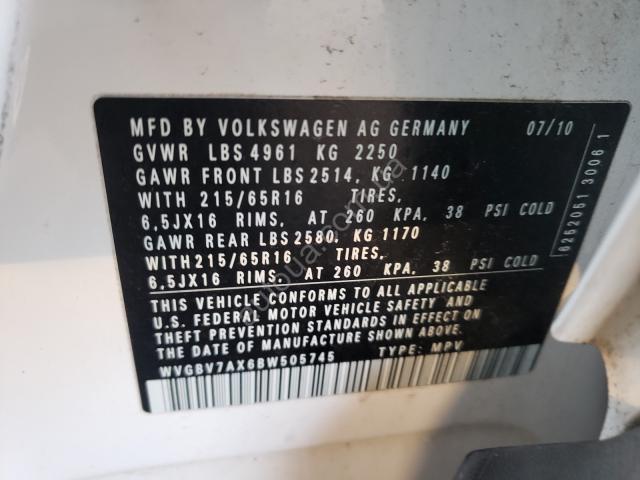 MFD BY VOLKSWAGEN AG GERMANY 07/10
GVWR LBS 4961 KG 2250
GAWR FRONT LBS 2514, KG 1140
WITH 215/65R16 TIRES,
6,5JX16 RIMS, AT 260 KPA, 38 PSI COLD
GAWR REAR LBS 2580, KG 1170
WITH 215/65R16 TIRES,
6,5JX16 RIMS, AT 260 KPA, 38 PSI COLD
THIS VEHICLE CONFORMS TO ALL APPLICABLE
U.S. FEDERAL MOTOR VEHICLE SAFETY AND
THEFT PREVENTION STANDARDS IN EFFECT ON
THE DATE OF MANUFACTURE SHOWN ABOVE.
WVGBV7AX6BW505745 TYPE: MPV
6252051 30061